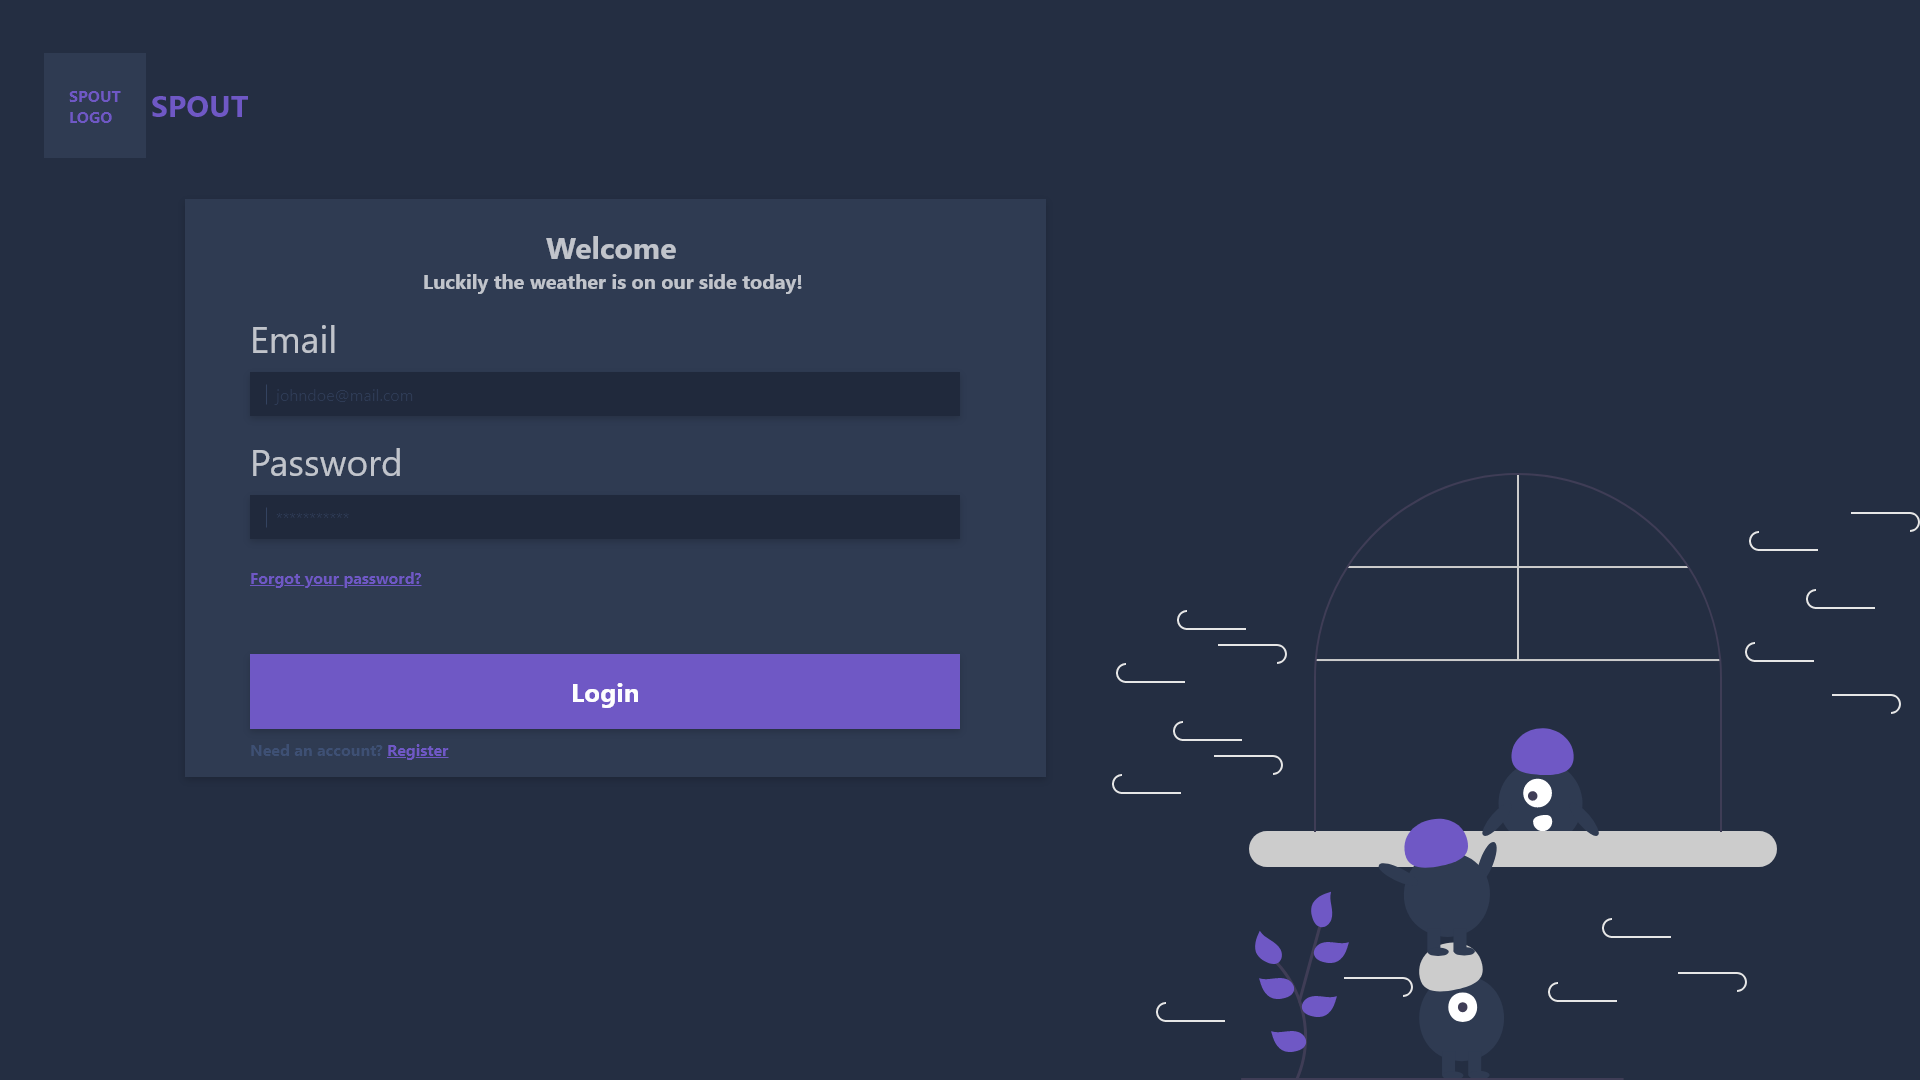 SPOUT
LOGO
SPOUT
Welcome
Luckily the weather is on our side today!
Email
johndoe@mail.com
Password
***********
Forgot your password?
Login
Need an account? Register